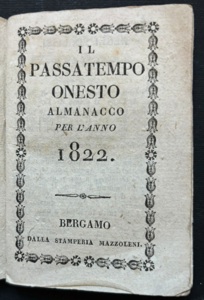 IL
PASSATEMPO
ONESTO
ALMANACCO
PER L'ANNO
1822.
BERGAMO
DALLA STAMPERIA MAZZOLENI.